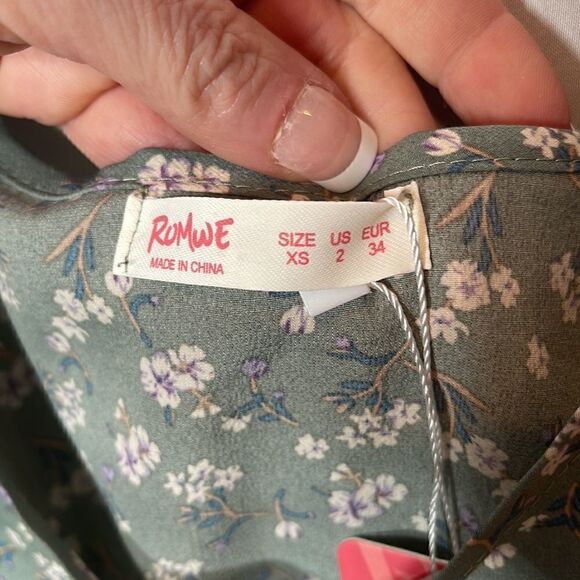 ROMWE
MADE IN CHINA
SIZE US EUR
XS 2 34